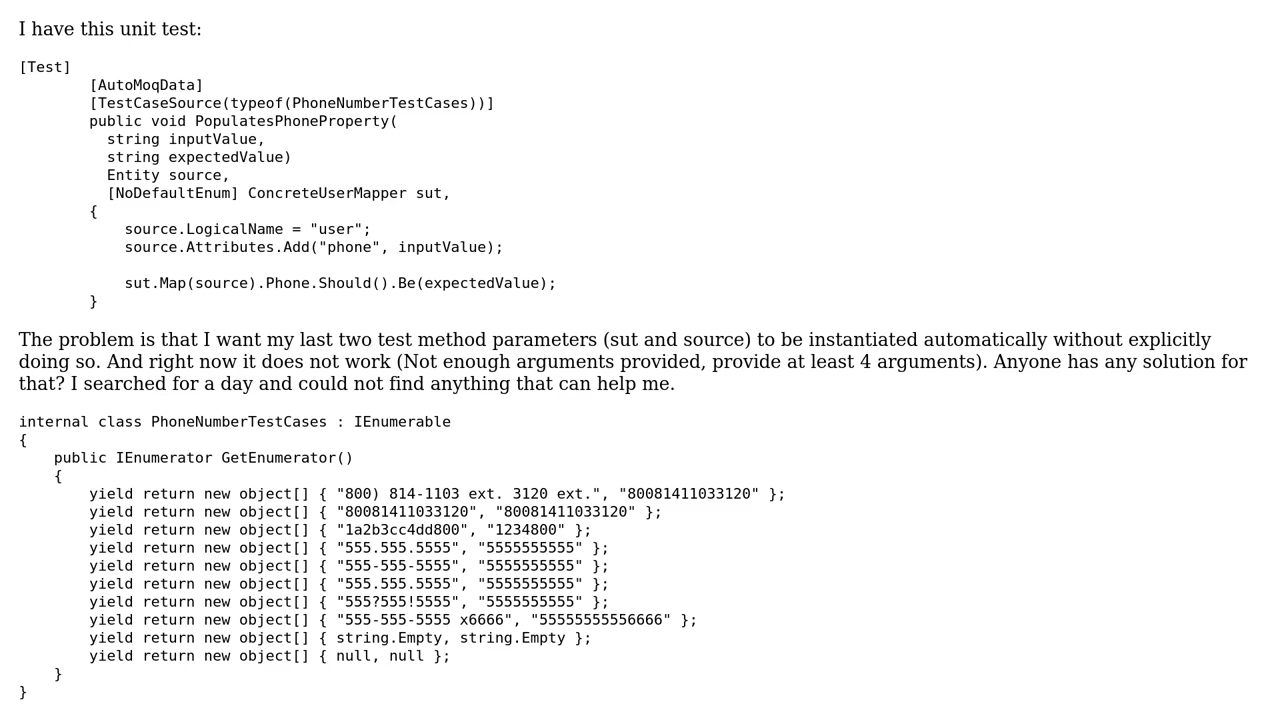 I have this unit test:
[Test]
        [AutoMoqData]
        [TestCaseSource(typeof(PhoneNumberTestCases))]
        public void PopulatesPhoneProperty(
          string inputValue,
          string expectedValue)
          Entity source,
          [NoDefaultEnum] ConcreteUserMapper sut,
        {
            source.LogicalName = "user";
            source.Attributes.Add("phone", inputValue);

            sut.Map(source).Phone.Should().Be(expectedValue);
        }
The problem is that I want my last two test method parameters (sut and source) to be instantiated automatically without explicitly
doing so. And right now it does not work (Not enough arguments provided, provide at least 4 arguments). Anyone has any solution for
that? I searched for a day and could not find anything that can help me.
internal class PhoneNumberTestCases : IEnumerable
{
    public IEnumerator GetEnumerator()
    {
        yield return new object[] { "800) 814-1103 ext. 3120 ext.", "80081411033120" };
        yield return new object[] { "80081411033120", "80081411033120" };
        yield return new object[] { "1a2b3cc4dd800", "1234800" };
        yield return new object[] { "555.555.5555", "5555555555" };
        yield return new object[] { "555-555-5555", "5555555555" };
        yield return new object[] { "555.555.5555", "5555555555" };
        yield return new object[] { "555?555!5555", "5555555555" };
        yield return new object[] { "555-555-5555 x6666", "55555555556666" };
        yield return new object[] { string.Empty, string.Empty };
        yield return new object[] { null, null };
    }
}